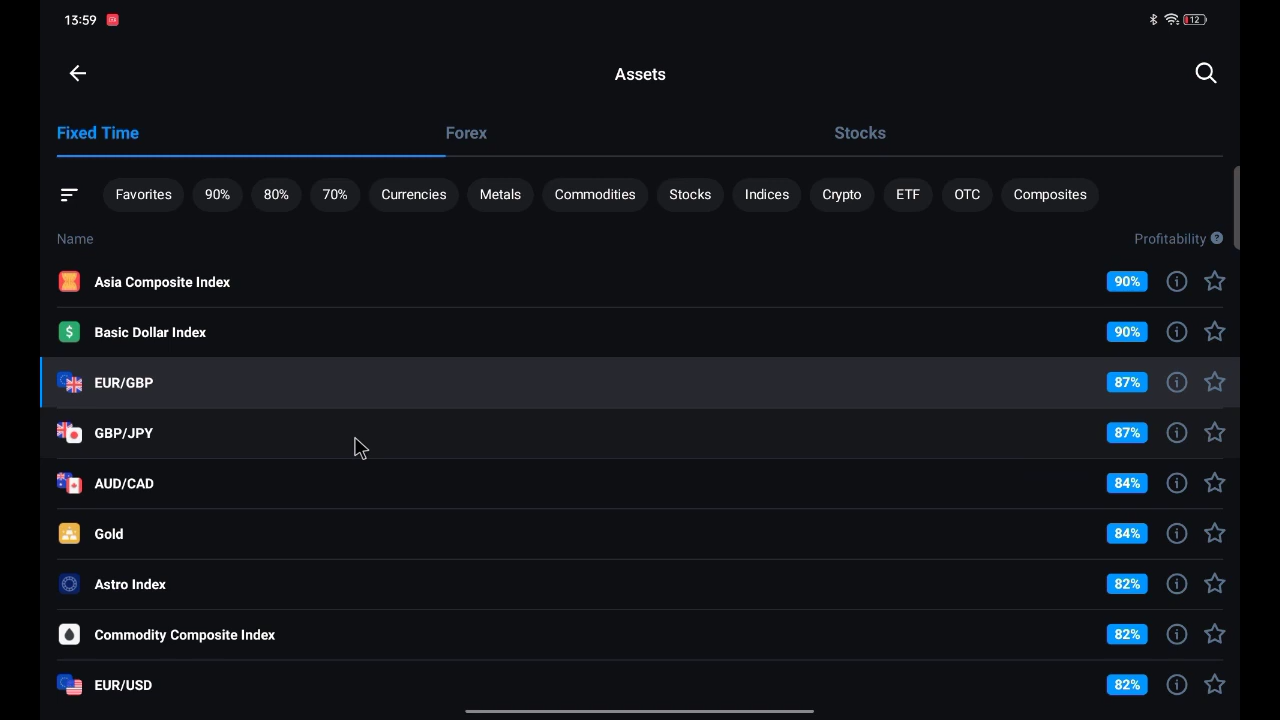 13:59 12
Assets
Fixed Time Forex Stocks
Favorites 90% 80% 70% Currencies Metals Commodities Stocks Indices Crypto ETF OTC Composites
Name Profitability ?
Asia Composite Index 90%
$ Basic Dollar Index 90%
EUR/GBP 87%
GBP/JPY 87%
AUD/CAD 84%
Gold 84%
Astro Index 82%
Commodity Composite Index 82%
EUR/USD 82%